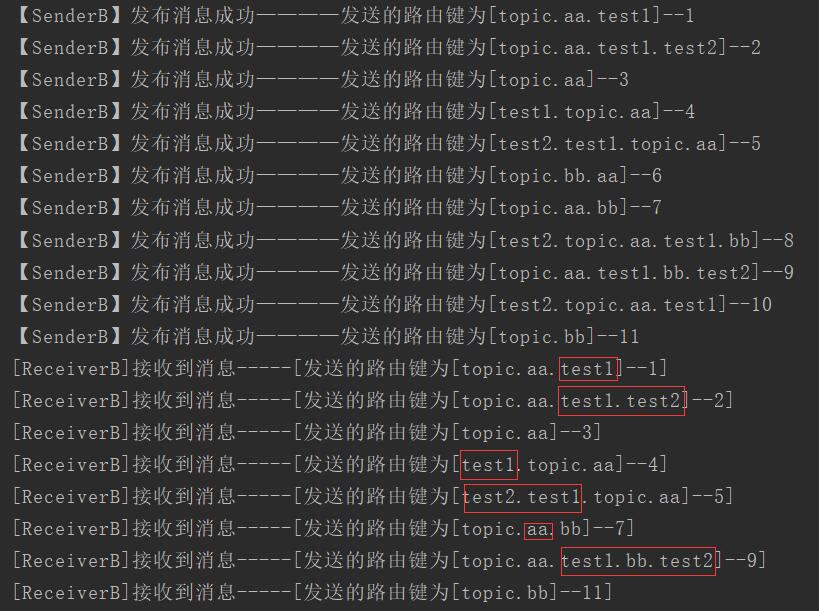 【SenderB】发布消息成功————发送的路由键为[topic.aa.test1]--1
【SenderB】发布消息成功————发送的路由键为[topic.aa.test1.test2]--2
【SenderB】发布消息成功————发送的路由键为[topic.aa]--3
【SenderB】发布消息成功————发送的路由键为[test1.topic.aa]--4
【SenderB】发布消息成功————发送的路由键为[test2.test1.topic.aa]--5
【SenderB】发布消息成功————发送的路由键为[topic.bb.aa]--6
【SenderB】发布消息成功————发送的路由键为[topic.aa.bb]--7
【SenderB】发布消息成功————发送的路由键为[test2.topic.aa.test1.bb]--8
【SenderB】发布消息成功————发送的路由键为[topic.aa.test1.bb.test2]--9
【SenderB】发布消息成功————发送的路由键为[test2.topic.aa.test1]--10
【SenderB】发布消息成功————发送的路由键为[topic.bb]--11
[ReceiverB]接收到消息-----[发送的路由键为[topic.aa.test1]--1]
[ReceiverB]接收到消息-----[发送的路由键为[topic.aa.test1.test2]--2]
[ReceiverB]接收到消息-----[发送的路由键为[topic.aa]--3]
[ReceiverB]接收到消息-----[发送的路由键为[test1.topic.aa]--4]
[ReceiverB]接收到消息-----[发送的路由键为[test2.test1.topic.aa]--5]
[ReceiverB]接收到消息-----[发送的路由键为[topic.aa.bb]--7]
[ReceiverB]接收到消息-----[发送的路由键为[topic.aa.test1.bb.test2]--9]
[ReceiverB]接收到消息-----[发送的路由键为[topic.bb]--11]